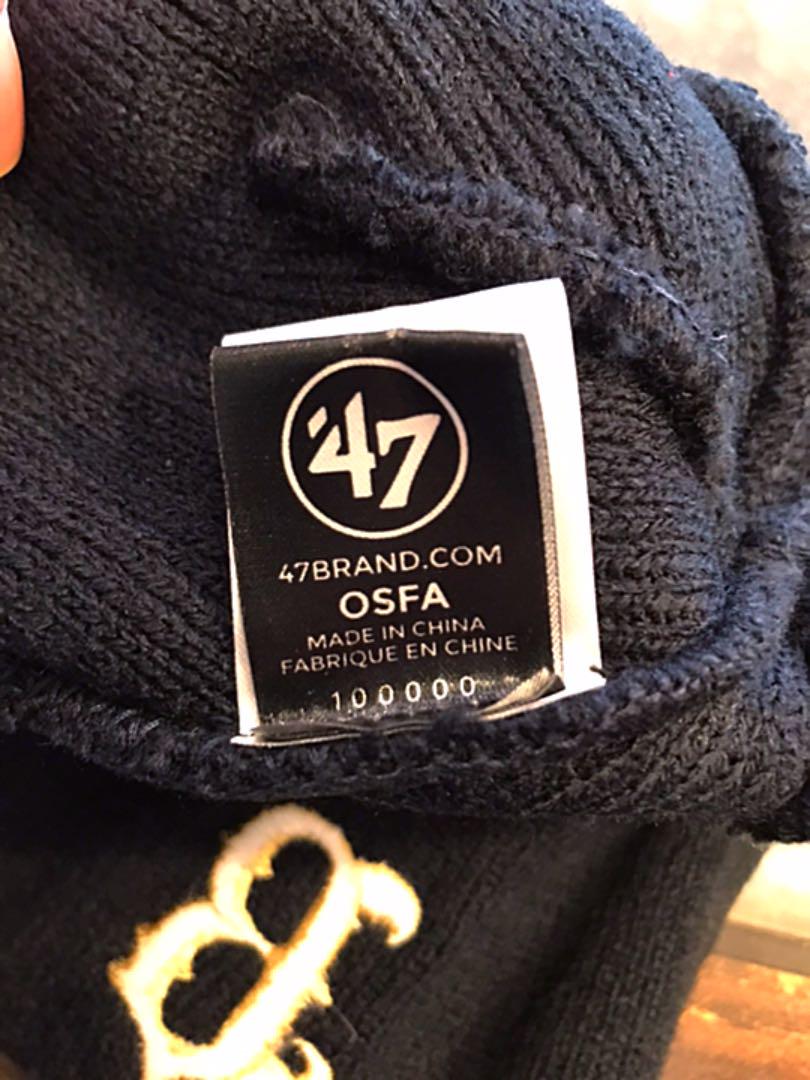 '47
47BRAND.COM
OSFA
MADE IN CHINA
FABRIQUE EN CHINE
100000
B